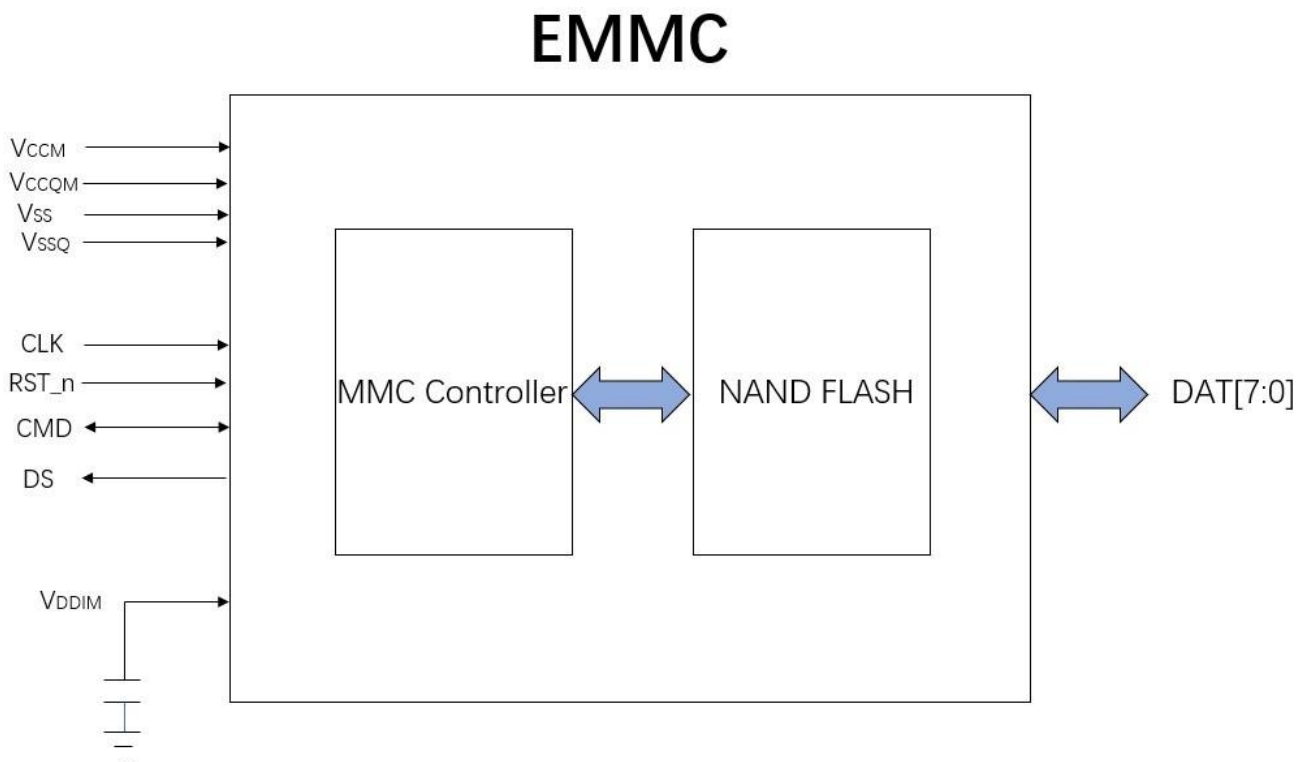 EMMC
VCCM
VCCQM
VSS
VSSQ
CLK
RST_n
CMD
DS
VDDIM
MMC Controller
NAND FLASH
DAT[7:0]